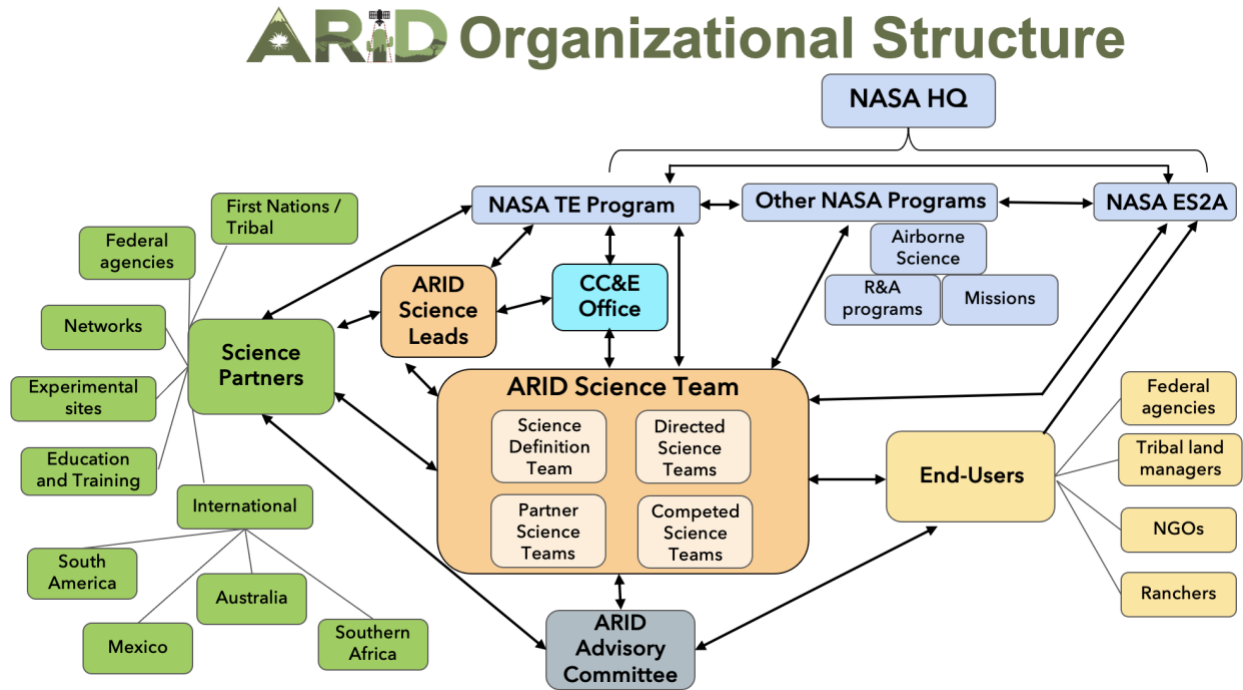 ARiD Organizational Structure
NASA HQ
NASA TE Program
Other NASA Programs
NASA ES2A
Airborne
Science
R&A
programs
Missions
First Nations /
Tribal
Federal
agencies
Networks
Experimental
sites
Education
and Training
Science
Partners
International
South
America
Mexico
Australia
Southern
Africa
ARID
Science
Leads
CC&E
Office
ARID Science Team
Science
Definition
Team
Directed
Science
Teams
Partner
Science
Teams
Competed
Science
Teams
End-Users
Federal
agencies
Tribal land
managers
NGOs
Ranchers
ARID
Advisory
Committee